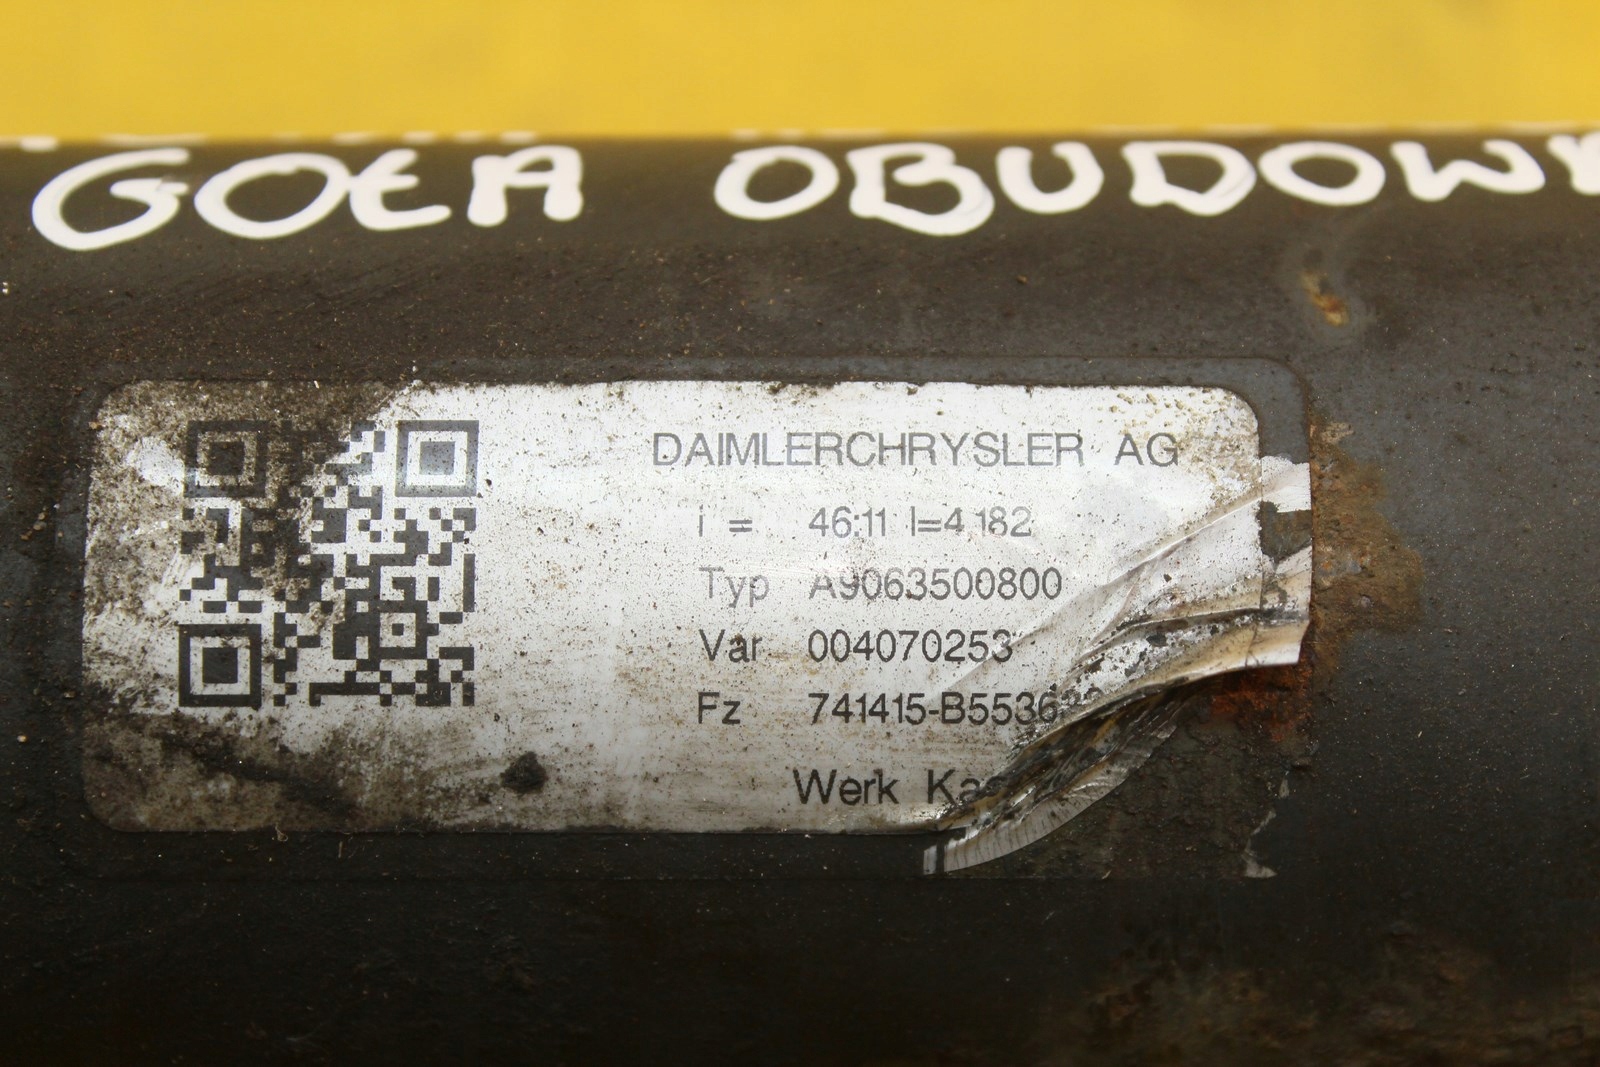 GOŁA OBUDOW
DAIMLERCHRYSLER AG
i = 46:11 I=4.182
Typ A9063500800
Var 004070253
Fz 741415-B5536
Werk